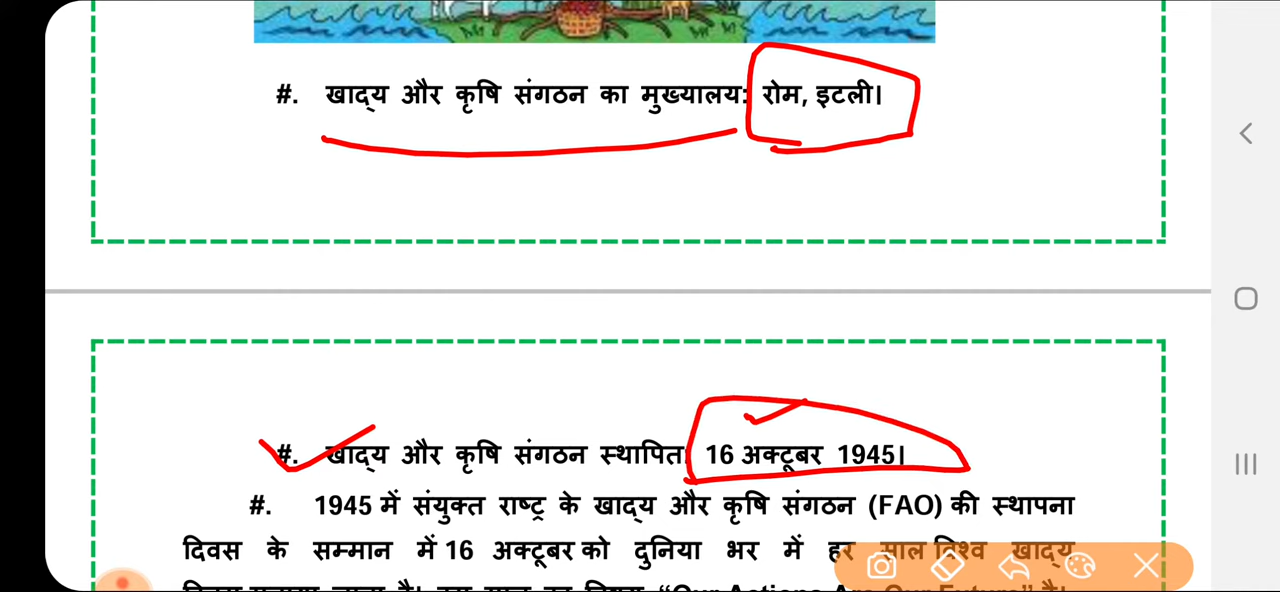 #. खाद्य और कृषि संगठन का मुख्यालय: रोम, इटली।
#. खाद्य और कृषि संगठन स्थापित: 16 अक्टूबर 1945।
#. 1945 में संयुक्त राष्ट्र के खाद्य और कृषि संगठन (FAO) की स्थापना
दिवस के सम्मान में 16 अक्टूबर को दुनिया भर में हर साल विश्व खाद्य